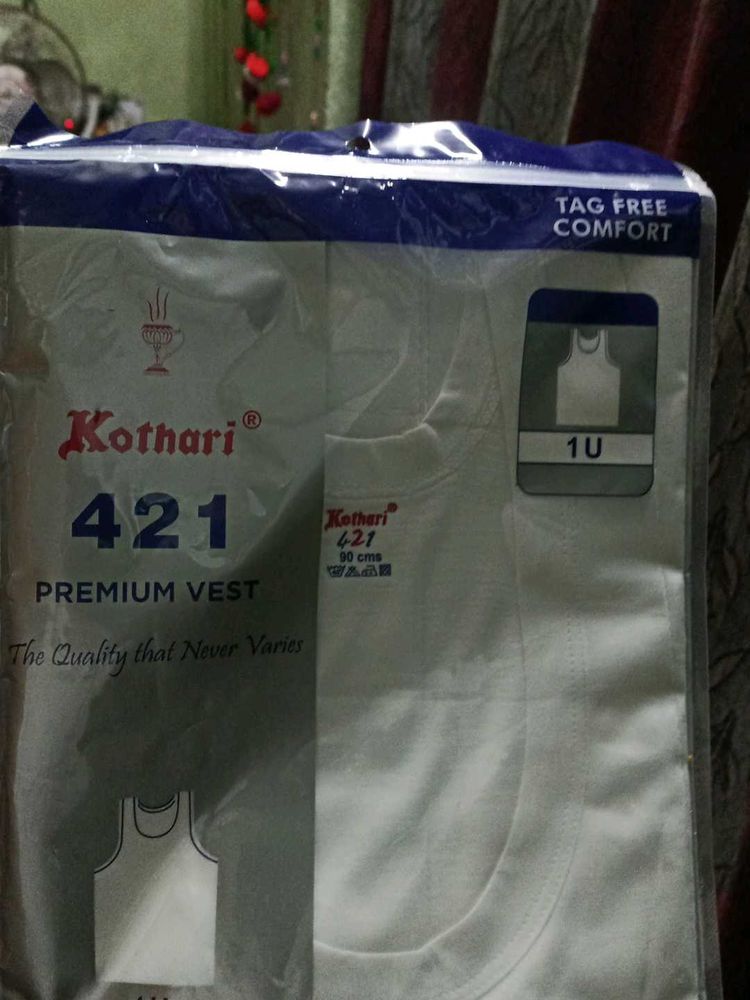 TAG FREE
COMFORT
Kothari®
421
PREMIUM VEST
The Quality that Never Varies
1U
Kothari®
421
90 cms